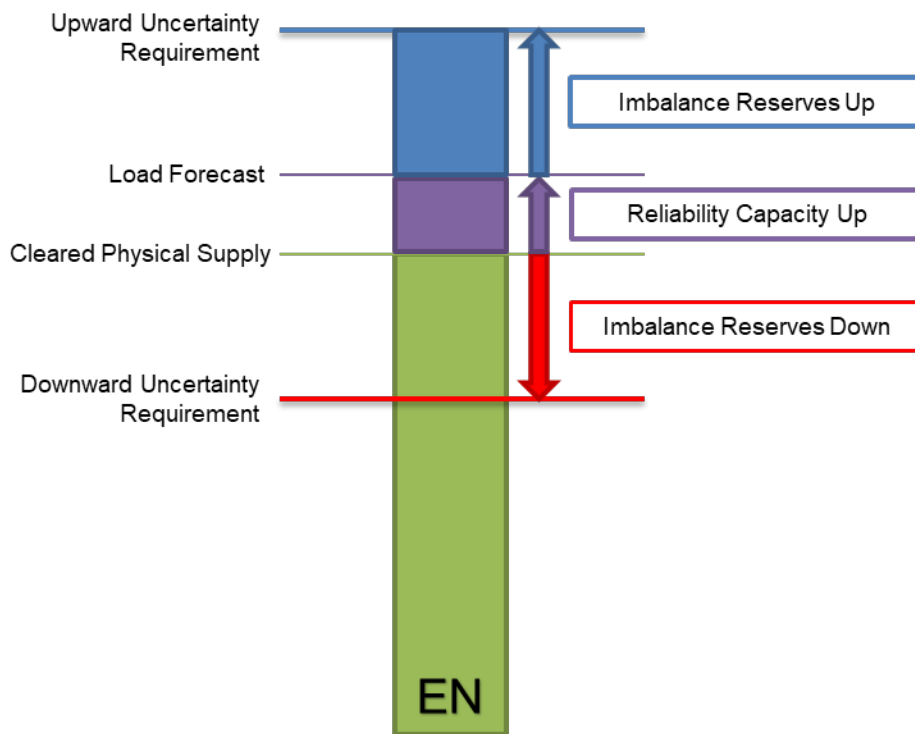 Upward Uncertainty
Requirement
Imbalance Reserves Up
Load Forecast
Reliability Capacity Up
Cleared Physical Supply
Imbalance Reserves Down
Downward Uncertainty
Requirement
EN